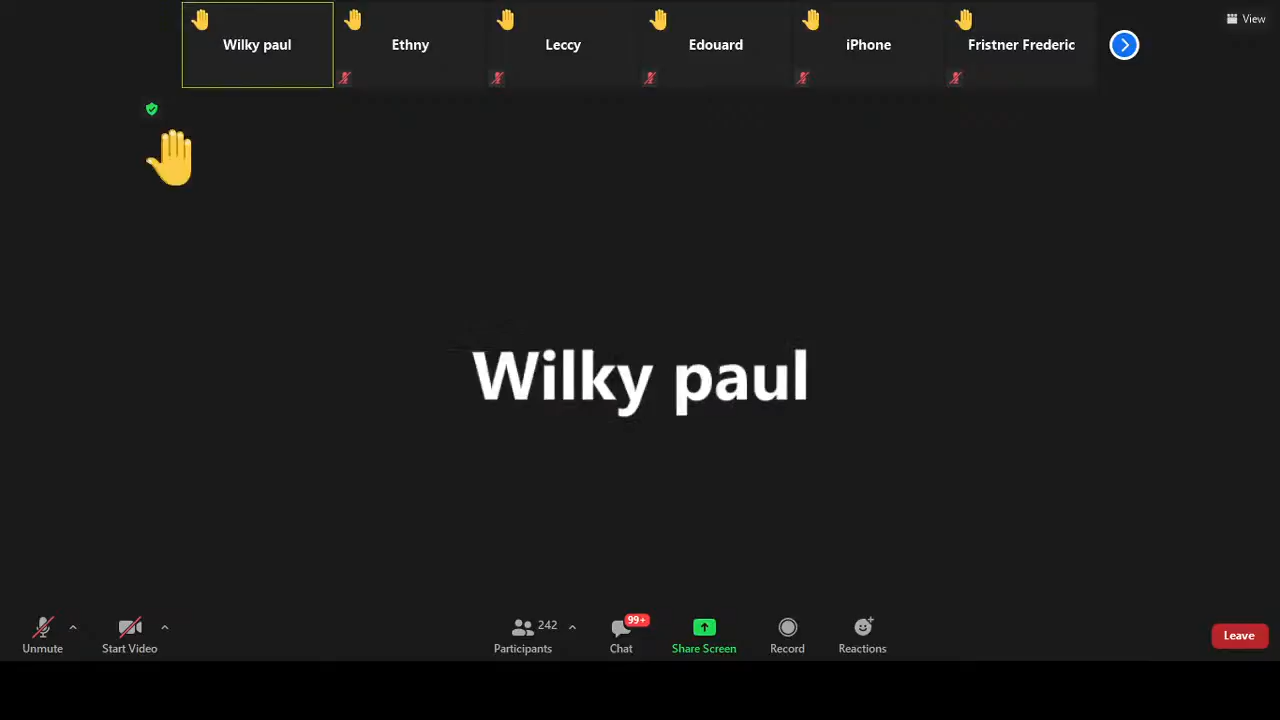 Wilky paul
Ethny
Leccy
Edouard
iPhone
Fristner Frederic
View
Wilky paul
Unmute
Start Video
242
Participants
99+
Chat
Share Screen
Record
Reactions
Leave